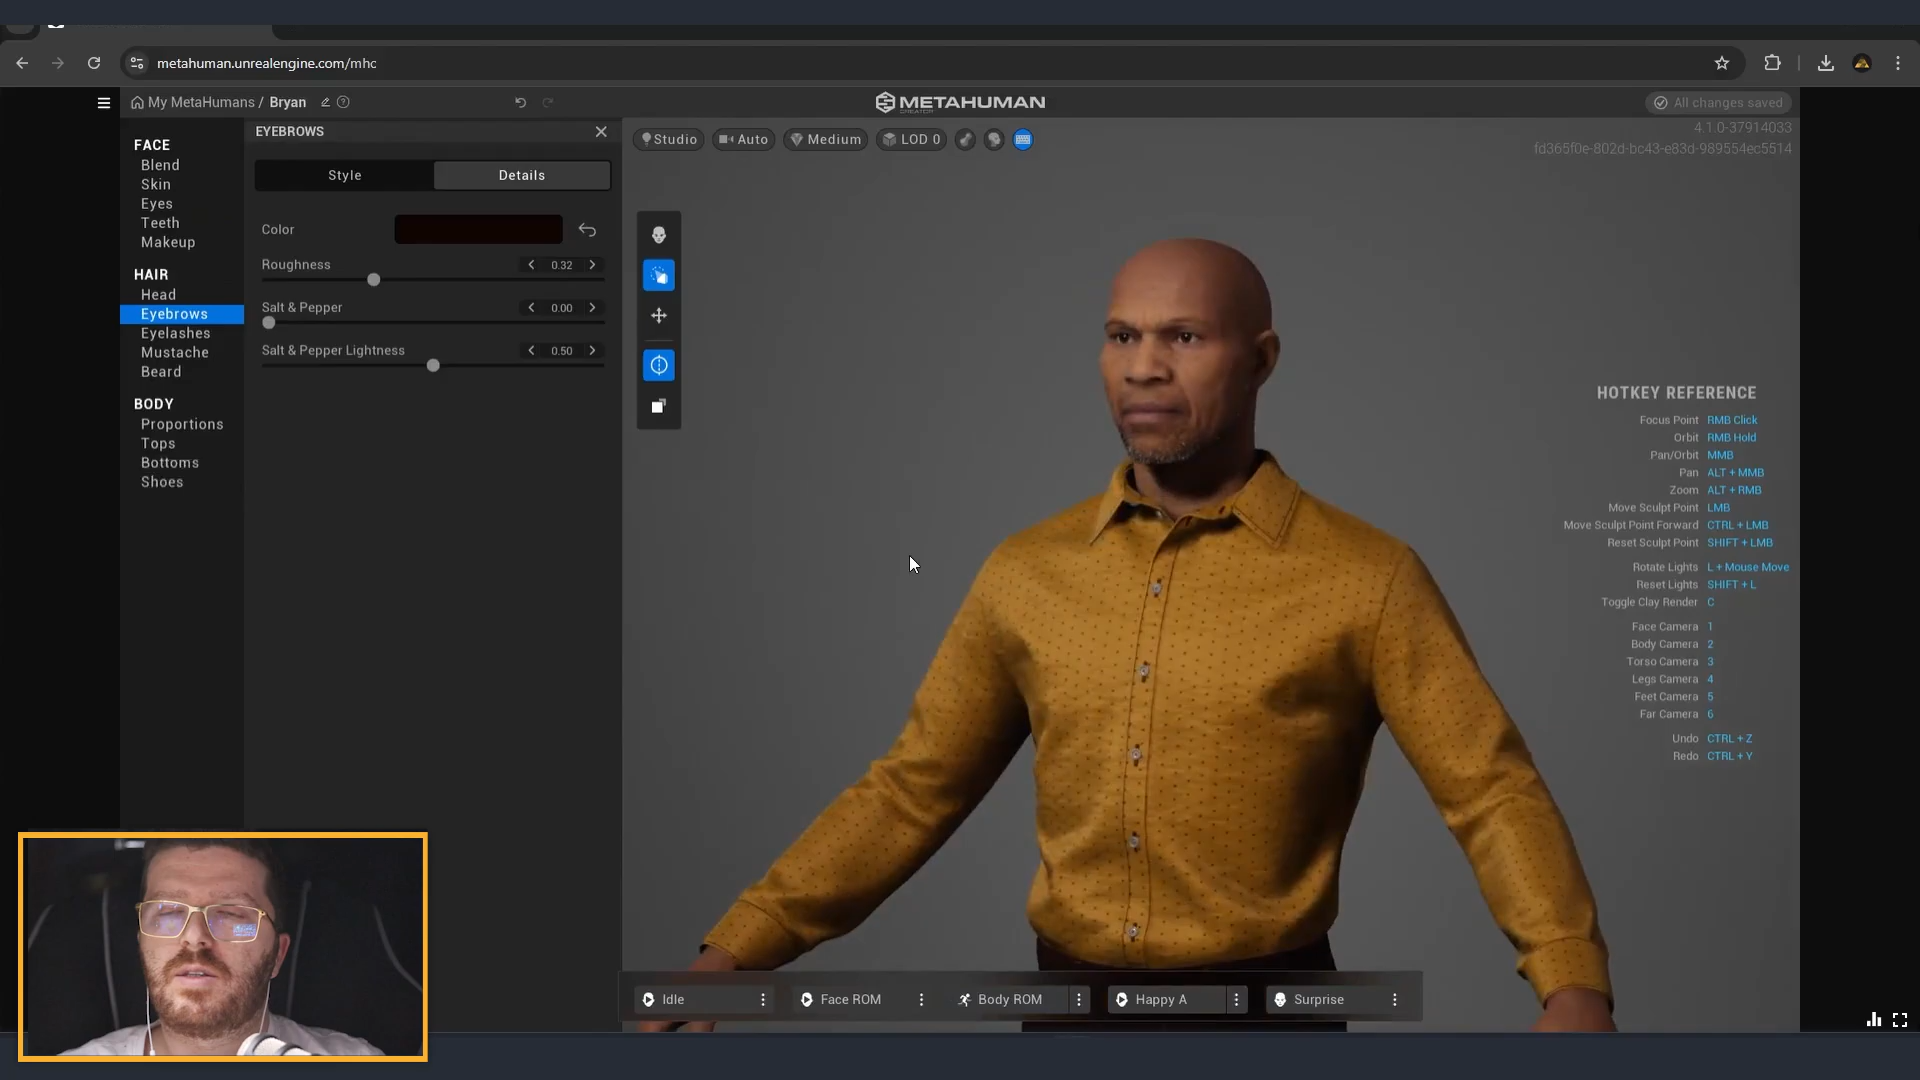 metahuman.unrealengine.com/mhc
My MetaHumans / Bryan
METAHUMAN
CREATOR
All changes saved
4.1.0-37914033
fd365f0e-802d-bc43-e83d-989554ec5514
FACE
Blend
Skin
Eyes
Teeth
Makeup
HAIR
Head
Eyebrows
Eyelashes
Mustache
Beard
BODY
Proportions
Tops
Bottoms
Shoes
EYEBROWS
Style
Details
Color
Roughness
0.32
Salt & Pepper
0.00
Salt & Pepper Lightness
0.50
Studio
Auto
Medium
LOD 0
HOTKEY REFERENCE
Focus Point RMB Click
Orbit RMB Hold
Pan/Orbit MMB
Pan ALT + MMB
Zoom ALT + RMB
Move Sculpt Point LMB
Move Sculpt Point Forward CTRL + LMB
Reset Sculpt Point SHIFT + LMB
Rotate Lights L + Mouse Move
Reset Lights SHIFT + L
Toggle Clay Render C
Face Camera 1
Body Camera 2
Torso Camera 3
Legs Camera 4
Feet Camera 5
Far Camera 6
Undo CTRL + Z
Redo CTRL + Y
Idle
Face ROM
Body ROM
Happy A
Surprise